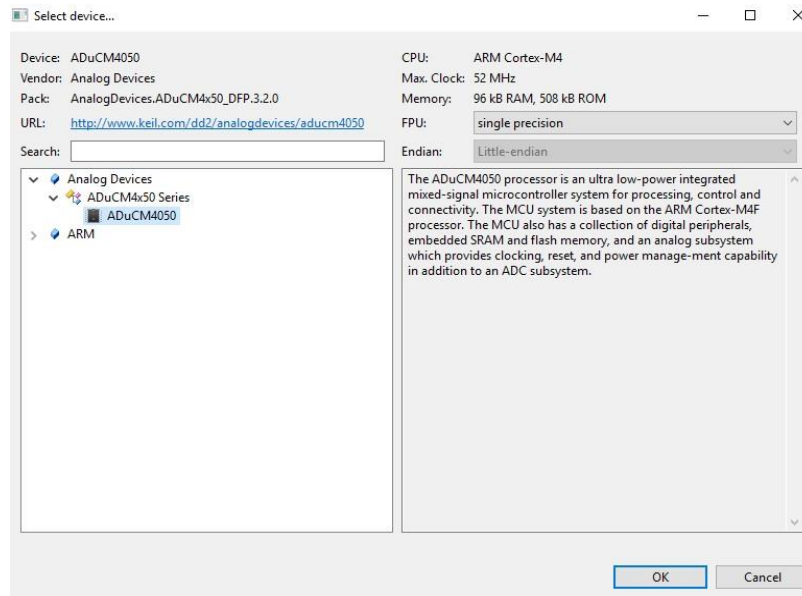 Select device...
Device: ADuCM4050
Vendor: Analog Devices
Pack: AnalogDevices.ADuCM4x50_DFP.3.2.0
URL: http://www.keil.com/dd2/analogdevices/aducm4050
Search:
CPU: ARM Cortex-M4
Max. Clock: 52 MHz
Memory: 96 kB RAM, 508 kB ROM
FPU: single precision
Endian: Little-endian
Analog Devices
ADuCM4x50 Series
ADuCM4050
ARM
The ADuCM4050 processor is an ultra low-power integrated
mixed-signal microcontroller system for processing, control and
connectivity. The MCU system is based on the ARM Cortex-M4F
processor. The MCU also has a collection of digital peripherals,
embedded SRAM and flash memory, and an analog subsystem
which provides clocking, reset, and power manage-ment capability
in addition to an ADC subsystem.
OK
Cancel